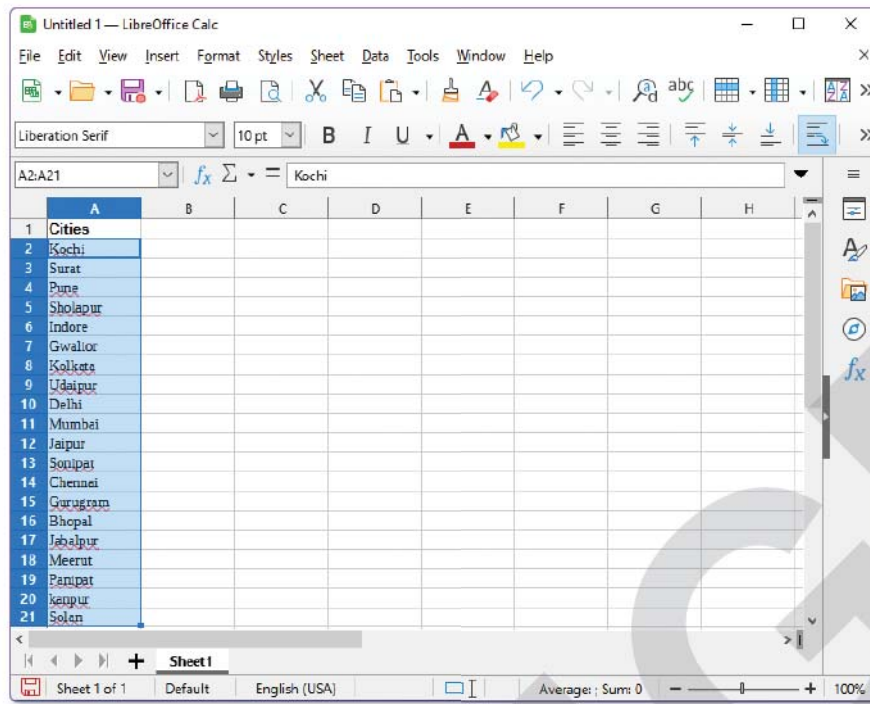 Untitled 1 — LibreOffice Calc
File Edit View Insert Format Styles Sheet Data Tools Window Help
Liberation Serif 10 pt B I U A
A2:A21 fx Σ = Kochi
A B C D E F G H
1 Cities
2 Kochi
3 Surat
4 Pune
5 Sholapur
6 Indore
7 Gwalior
8 Kolkata
9 Udaipur
10 Delhi
11 Mumbai
12 Jaipur
13 Sonipat
14 Chennai
15 Gurugram
16 Bhopal
17 Jabalpur
18 Meerut
19 Panipat
20 kanpur
21 Solan
Sheet1
Sheet 1 of 1 Default English (USA) Average: ; Sum: 0 100%